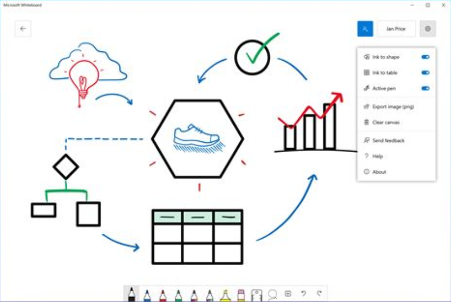 Microsoft Whiteboard
Jan Price
Ink to shape
Ink to table
Active pen
Export image (png)
Clear canvas
Send feedback
Help
About